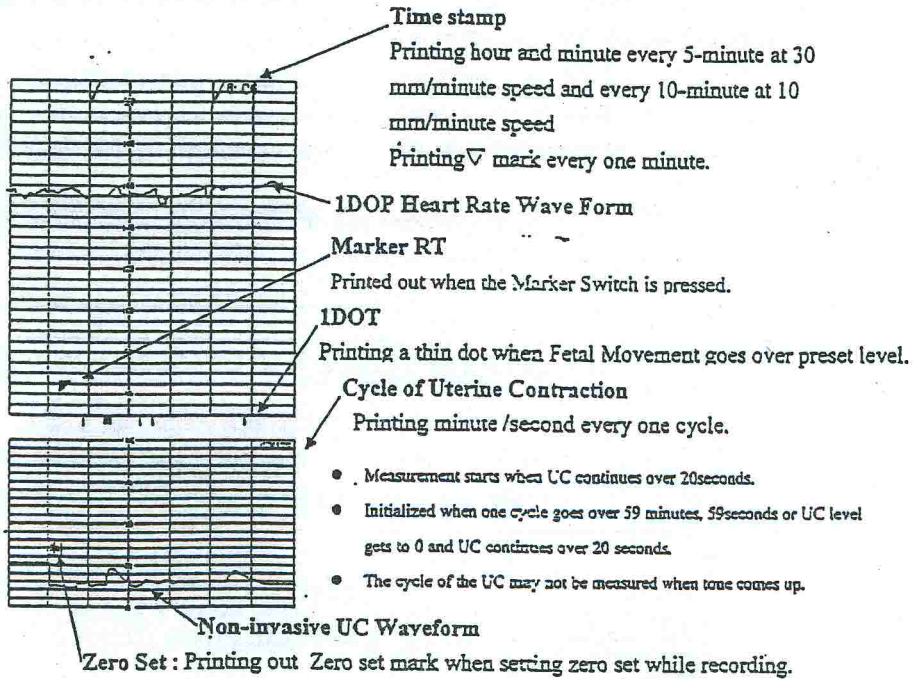 Time stamp
Printing hour and minute every 5-minute at 30
mm/minute speed and every 10-minute at 10
mm/minute speed
Printing▽ mark every one minute.
1DOP Heart Rate Wave Form
Marker RT
Printed out when the Marker Switch is pressed.
1DOT
Printing a thin dot when Fetal Movement goes over preset level.
Cycle of Uterine Contraction
Printing minute /second every one cycle.
● . Measurement starts when UC continues over 20seconds.
● Initialized when one cycle goes over 59 minutes, 59seconds or UC level
gets to 0 and UC continues over 20 seconds.
● The cycle of the UC may not be measured when tone comes up.
Non-invasive UC Waveform
Zero Set : Printing out Zero set mark when setting zero set while recording.